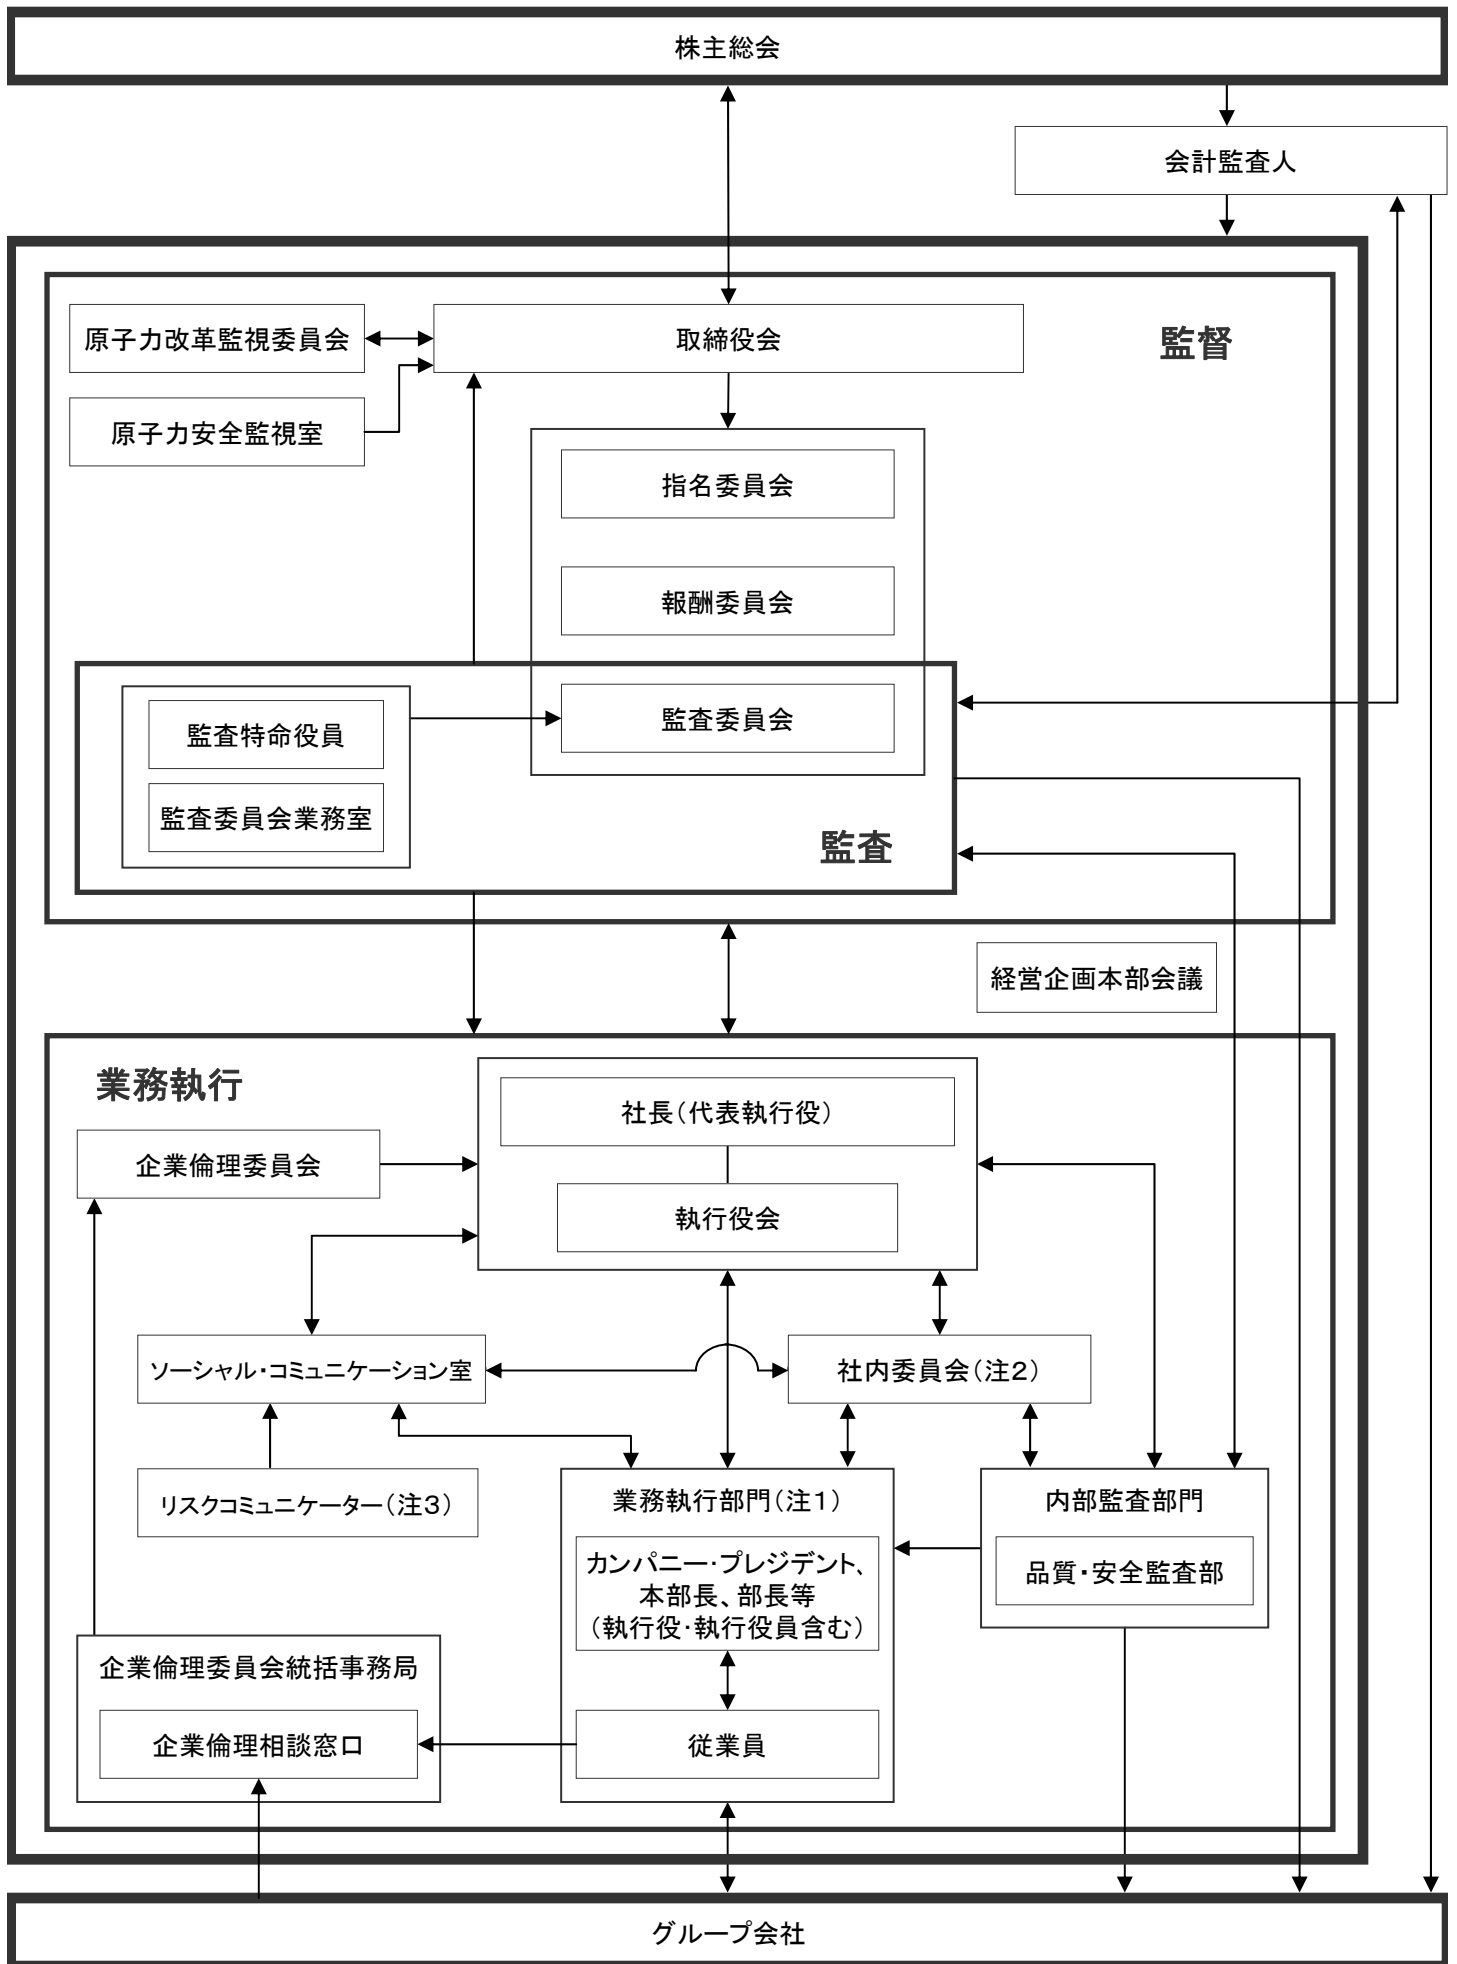 株主総会
会計監査人
原子力改革監視委員会
取締役会
監督
原子力安全監視室
指名委員会
報酬委員会
監査特命役員
監査委員会
監査委員会業務室
監査
経営企画本部会議
業務執行
社長（代表執行役）
企業倫理委員会
執行役会
ソーシャル・コミュニケーション室
社内委員会（注２）
リスクコミュニケーター（注３）
業務執行部門（注１）
内部監査部門
カンパニー・プレジデント、
本部長、部長等
（執行役・執行役員含む）
品質・安全監査部
企業倫理委員会統括事務局
企業倫理相談窓口
従業員
グループ会社